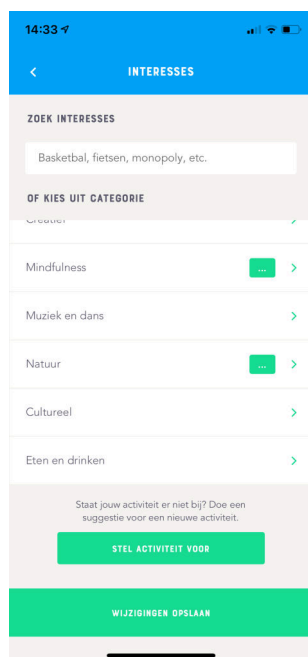 14:33
INTERESSES
ZOEK INTERESSES
Basketbal, fietsen, monopoly, etc.
OF KIES UIT CATEGORIE
Creatief
Mindfulness ...
Muziek en dans
Natuur ...
Cultureel
Eten en drinken
Staat jouw activiteit er niet bij? Doe een
suggestie voor een nieuwe activiteit.
STEL ACTIVITEIT VOOR
WIJZIGINGEN OPSLAAN